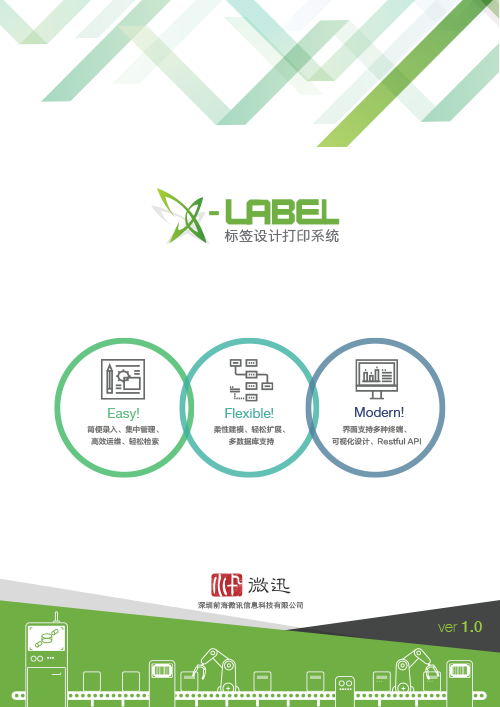 X-LABEL
标签设计打印系统
Easy!
简便录入、集中管理、
高效运维、轻松检索
Flexible!
柔性建模、轻松扩展、
多数据库支持
Modern!
界面支持多种终端、
可视化设计、Restful API
微迅
深圳前海微讯信息科技有限公司
ver 1.0